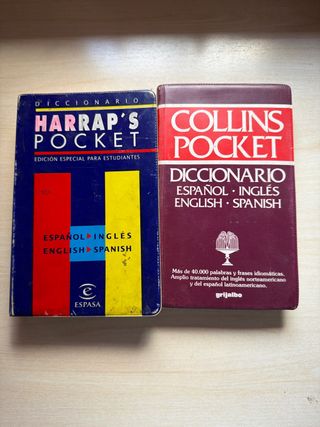 DICCIONARIO
HARRAP'S
POCKET
EDICIÓN ESPECIAL PARA ESTUDIANTES
ESPAÑOL INGLÉS
ENGLISH SPANISH
e
ESPASA
COLLINS
POCKET
DICCIONARIO
ESPAÑOL · INGLÉS
ENGLISH · SPANISH
Más de 40.000 palabras y frases idiomáticas.
Amplio tratamiento del inglés norteamericano
y del español latinoamericano.
grijalbo